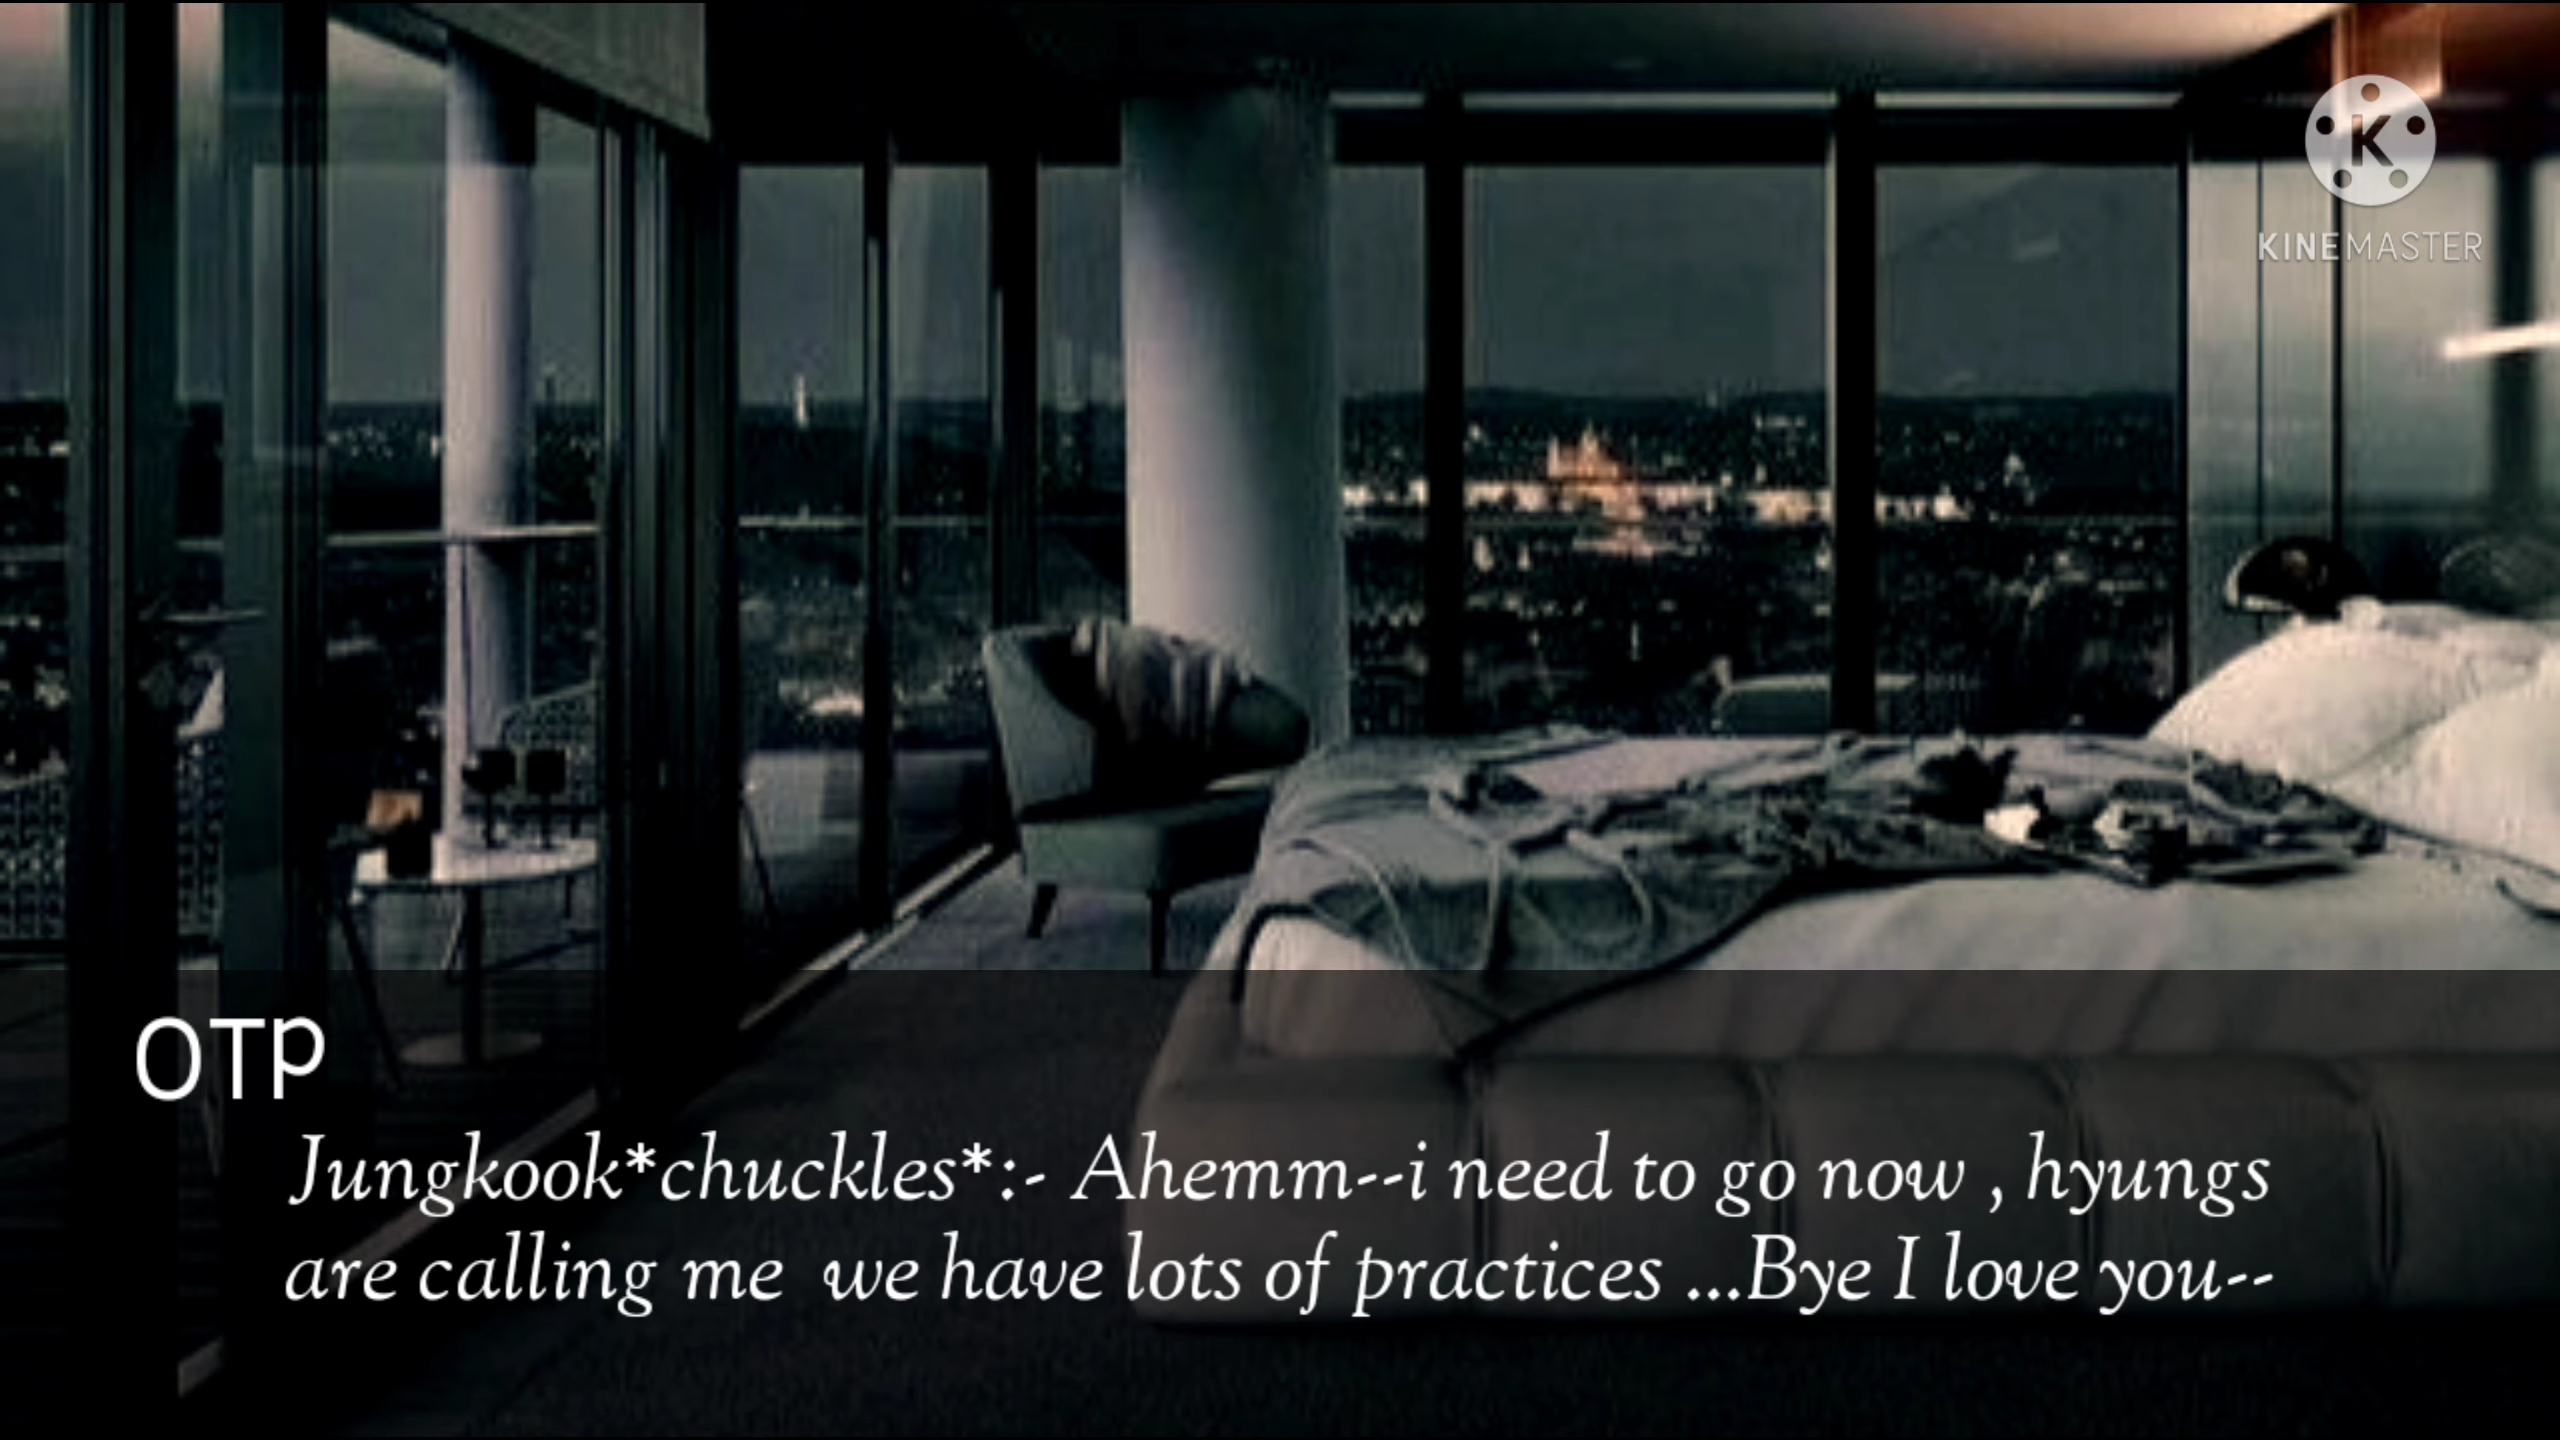 KINEMASTER
OTP
Jungkook*chuckles*:- Ahemm--i need to go now , hyungs
are calling me  we have lots of practices ...Bye I love you--